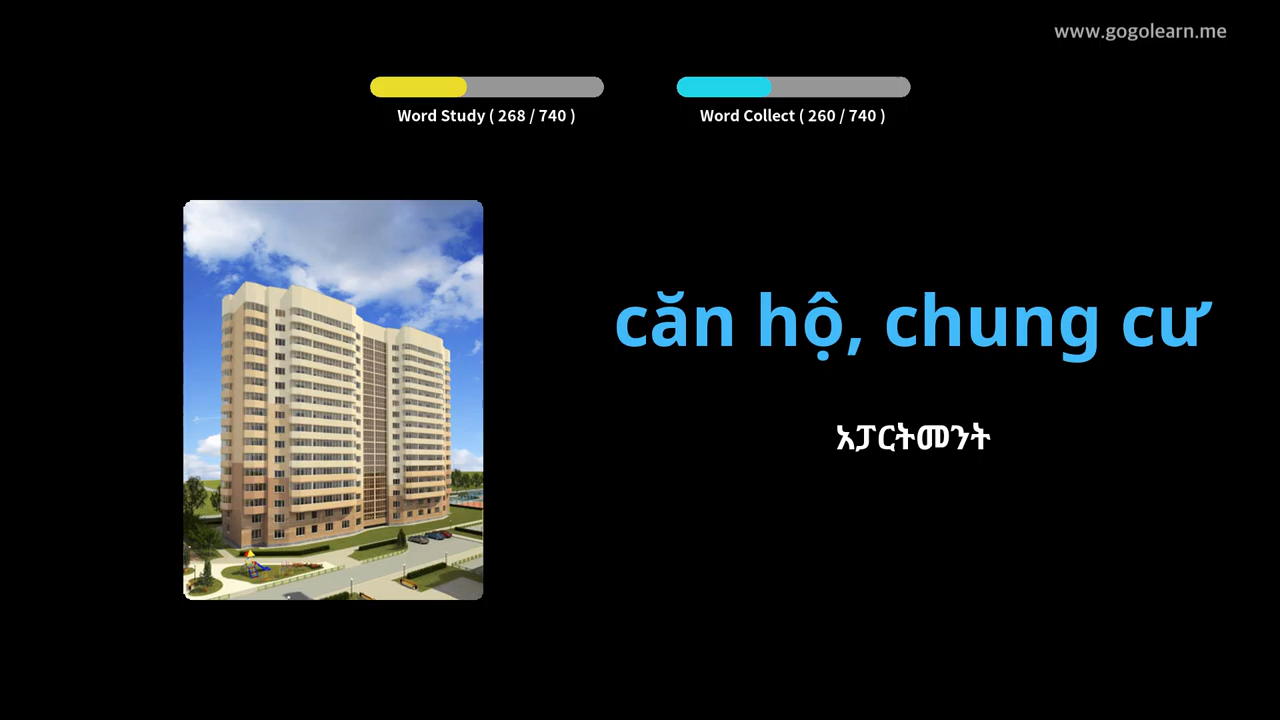 www.gogolearn.me
Word Study ( 268 / 740 )
Word Collect ( 260 / 740 )
căn hộ, chung cư
አፓርትመንት